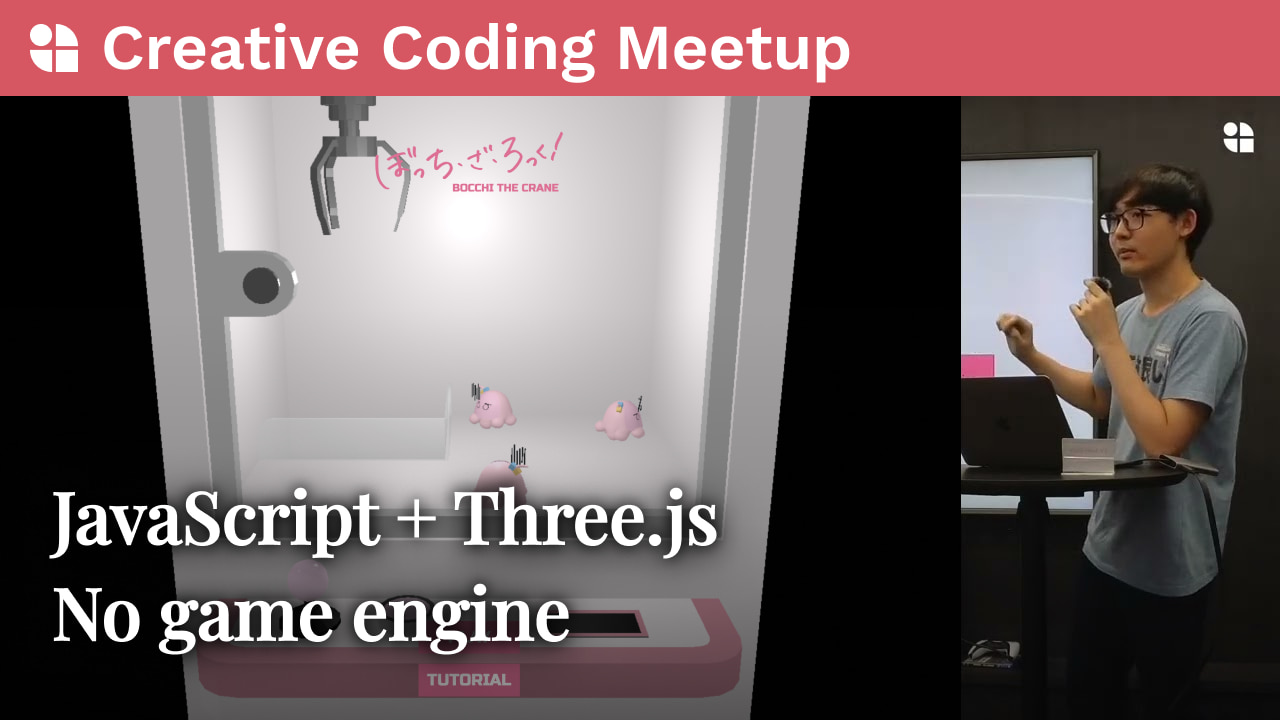 Creative Coding Meetup
ぼっち・ざ・ろっく!
BOCCHI THE CRANE
JavaScript + Three.js
No game engine
TUTORIAL